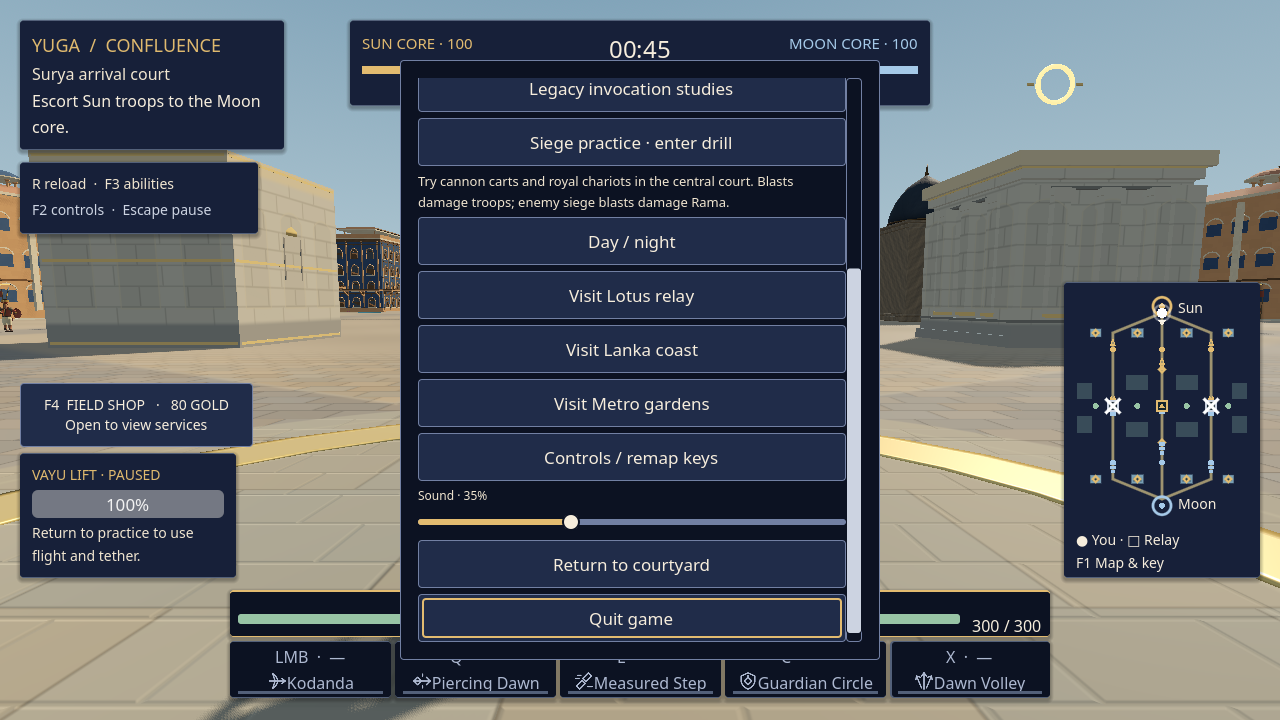 YUGA / CONFLUENCE
Surya arrival court
Escort Sun troops to the Moon
core.
R reload · F3 abilities
F2 controls · Escape pause
SUN CORE · 100
00:45
MOON CORE · 100
Legacy invocation studies
Siege practice · enter drill
Try cannon carts and royal chariots in the central court. Blasts
damage troops; enemy siege blasts damage Rama.
Day / night
Visit Lotus relay
Visit Lanka coast
Visit Metro gardens
Controls / remap keys
Sound · 35%
Return to courtyard
Quit game
F4 FIELD SHOP · 80 GOLD
Open to view services
VAYU LIFT · PAUSED
100%
Return to practice to use
flight and tether.
Sun
Moon
You · □ Relay
F1 Map & key
300 / 300
LMB · —
Kodanda
Piercing Dawn
Measured Step
Guardian Circle
X · —
Dawn Volley